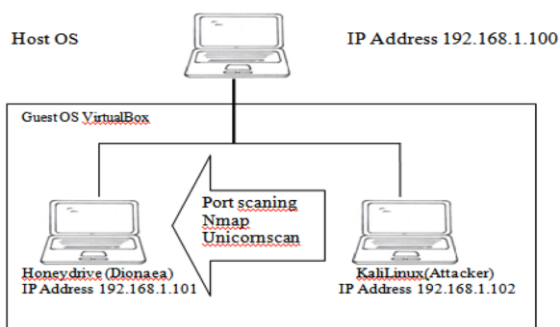 Host OS
IP Address 192.168.1.100
Guest OS VirtualBox
Port scaning
Nmap
Unicornscan
Honeydrive (Dionaea)
IP Address 192.168.1.101
KaliLinux(Attacker)
IP Address 192.168.1.102